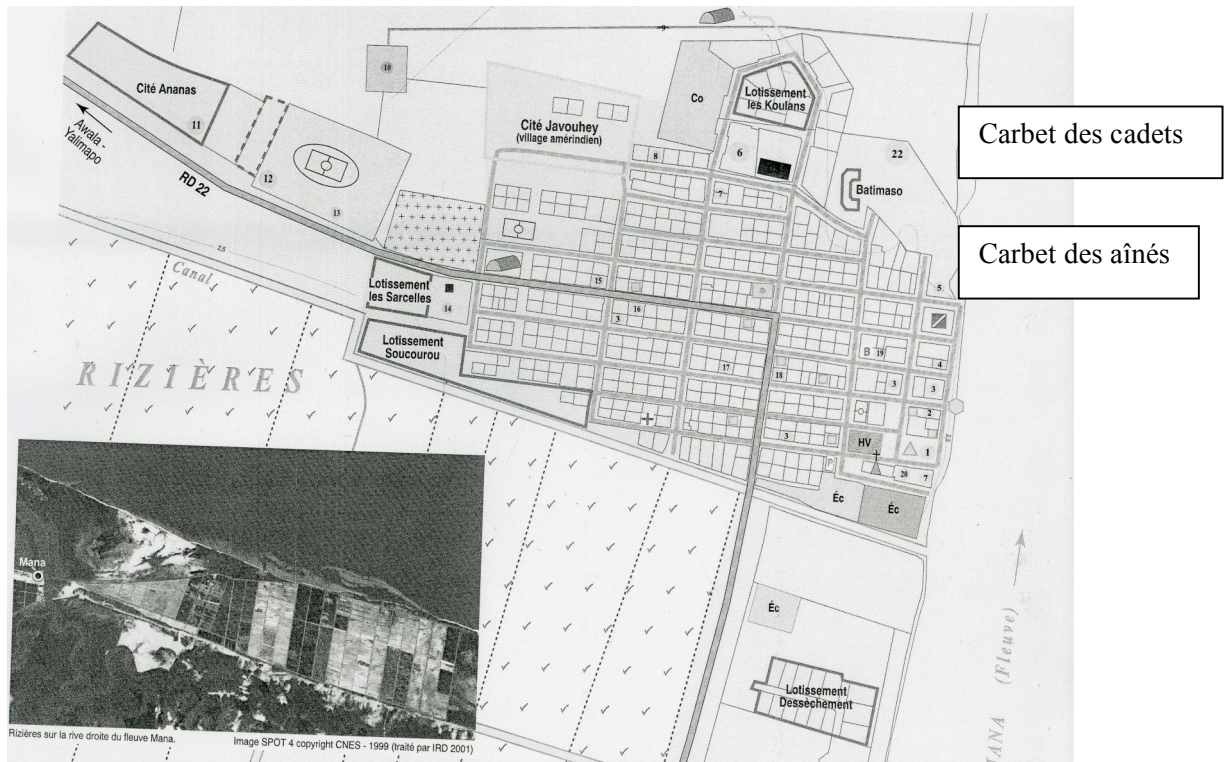 9
10
Cité Ananas
11
Awala -
Yalimapo
RD 22
12
13
2.5
Canal
Co
Lotissement
les Koulans
Cité Javouhey
(village amérindien)
8
6
7
22
Batimaso
Carbet des cadets
Carbet des aînés
5
15
16
3
Lotissement
les Sarcelles
14
Lotissement
Soucourou
17
18
B
19
4
3
3
2
HV
1
3
20
7
F
Éc
Éc
RIZIÈRES
Éc
Lotissement
Dessèchement
MANA (Fleuve)
Mana
Rizières sur la rive droite du fleuve Mana.
Image SPOT 4 copyright CNES - 1999 (traité par IRD 2001)